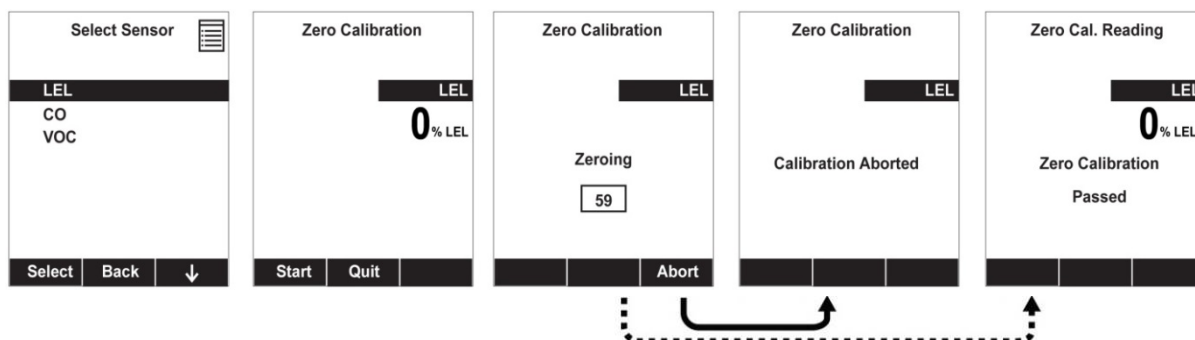 Select Sensor
LEL
CO
VOC
Select Back ↓
Zero Calibration
LEL
0 % LEL
Start Quit
Zero Calibration
LEL
Zeroing
59
Abort
Zero Calibration
LEL
Calibration Aborted
Zero Cal. Reading
LEL
0 % LEL
Zero Calibration
Passed